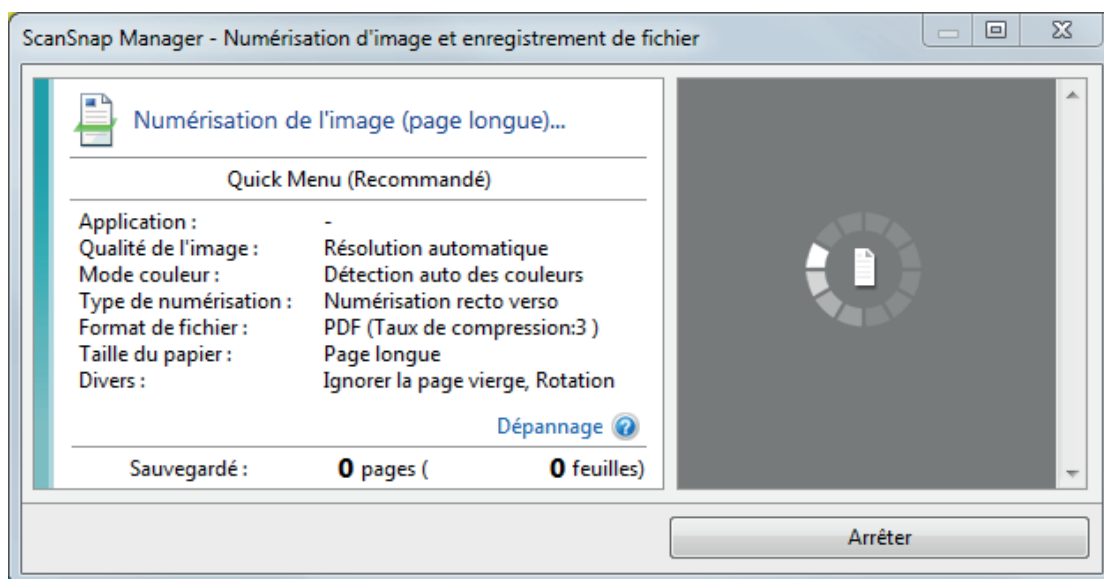 ScanSnap Manager - Numérisation d'image et enregistrement de fichier
Numérisation de l'image (page longue)...
Quick Menu (Recommandé)
Application : -
Qualité de l'image : Résolution automatique
Mode couleur : Détection auto des couleurs
Type de numérisation : Numérisation recto verso
Format de fichier : PDF (Taux de compression:3 )
Taille du papier : Page longue
Divers : Ignorer la page vierge, Rotation
Dépannage
Sauvegardé : 0 pages ( 0 feuilles)
Arrêter